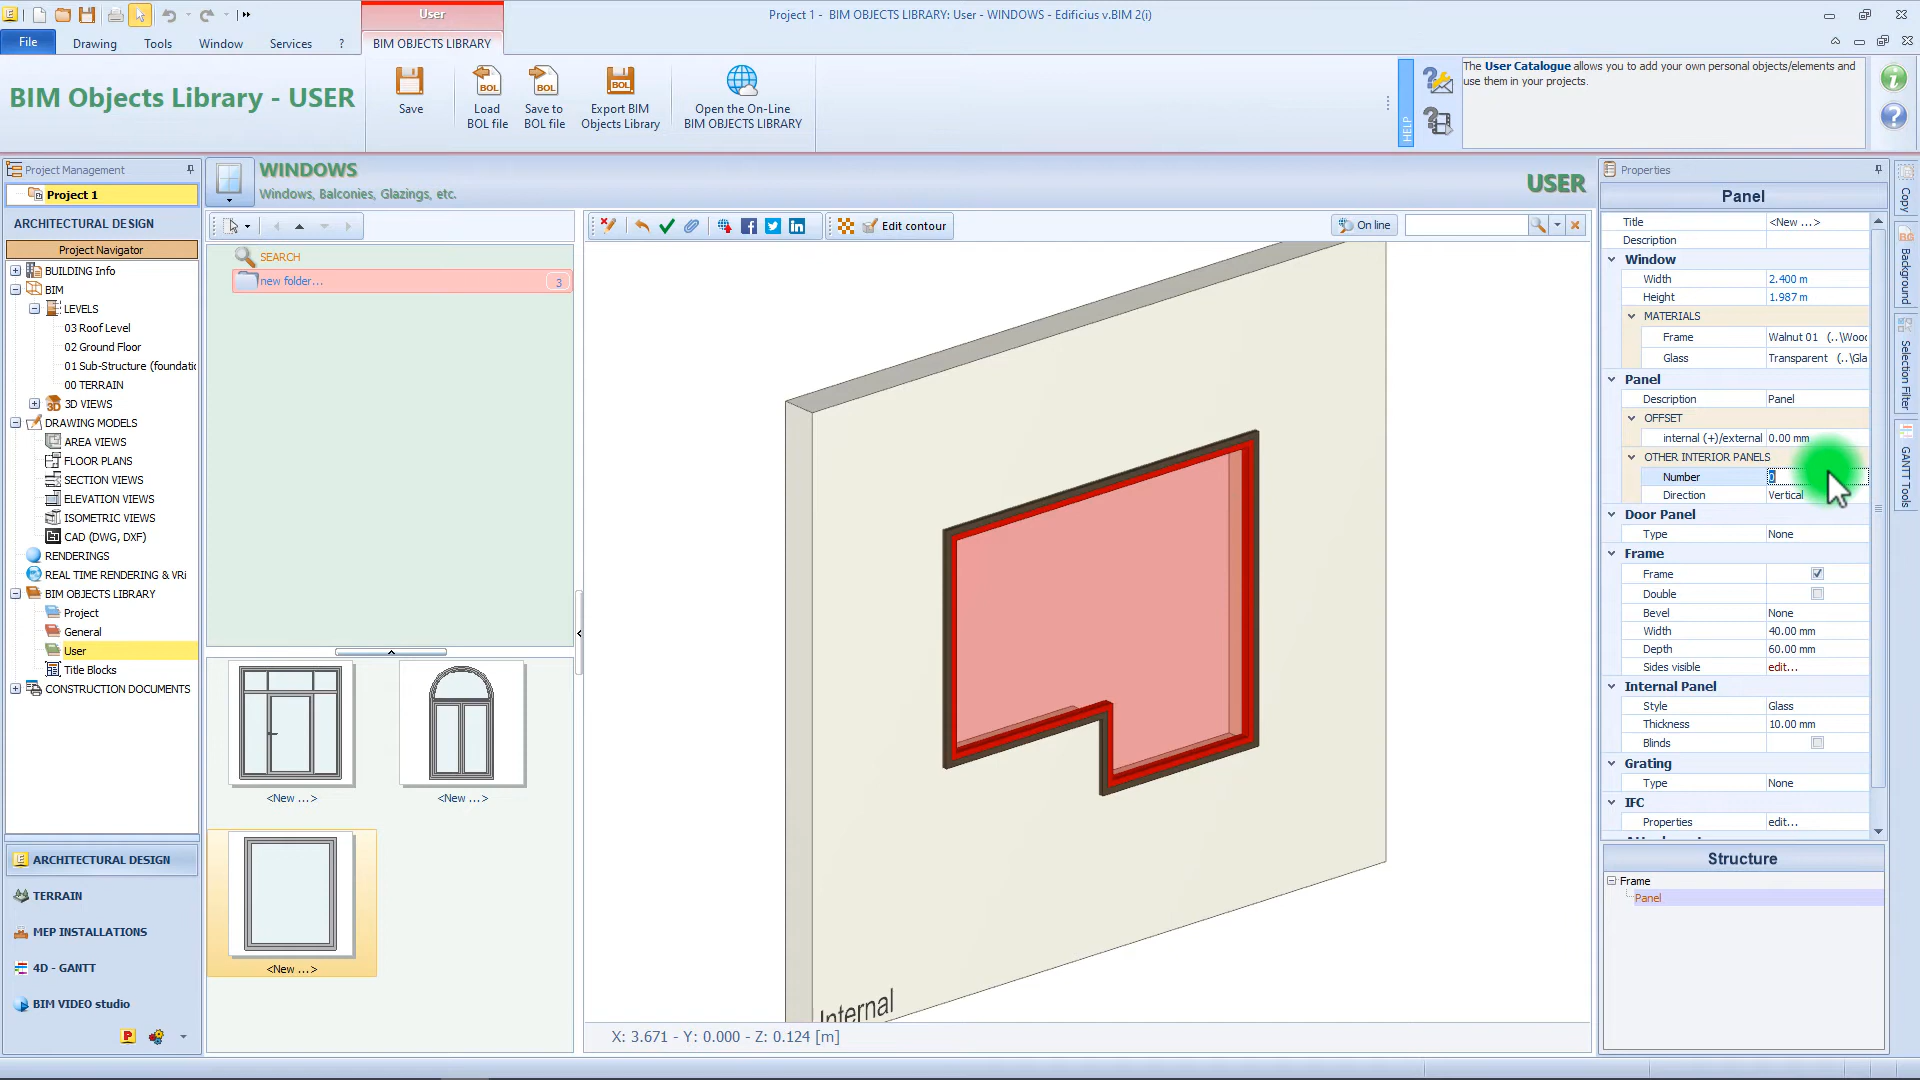 User
Project 1 - BIM OBJECTS LIBRARY: User - WINDOWS - Edificius v.BIM 2(i)
File
Drawing
Tools
Window
Services
?
BIM OBJECTS LIBRARY
BIM Objects Library - USER
Save
Load
BOL file
Save to
BOL file
Export BIM
Objects Library
Open the On-Line
BIM OBJECTS LIBRARY
HELP
The User Catalogue allows you to add your own personal objects/elements and
use them in your projects.
Project Management
Project 1
ARCHITECTURAL DESIGN
Project Navigator
BUILDING Info
BIM
LEVELS
03 Roof Level
02 Ground Floor
01 Sub-Structure (foundatic
00 TERRAIN
3D VIEWS
DRAWING MODELS
AREA VIEWS
FLOOR PLANS
SECTION VIEWS
ELEVATION VIEWS
ISOMETRIC VIEWS
CAD (DWG, DXF)
RENDERINGS
REAL TIME RENDERING & VRi
BIM OBJECTS LIBRARY
Project
General
User
Title Blocks
CONSTRUCTION DOCUMENTS
ARCHITECTURAL DESIGN
TERRAIN
MEP INSTALLATIONS
4D - GANTT
BIM VIDEO studio
WINDOWS
Windows, Balconies, Glazings, etc.
USER
SEARCH
new folder...
3
<New ...>
<New ...>
<New ...>
Edit contour
On line
Internal
X: 3.671 - Y: 0.000 - Z: 0.124 [m]
Properties
Panel
Title <New ...>
Description
Window
Width 2.400 m
Height 1.987 m
MATERIALS
Frame Walnut 01 (..\Wood
Glass Transparent (..\Gla
Panel
Description Panel
OFFSET
internal (+)/external 0.00 mm
OTHER INTERIOR PANELS
Number 0
Direction Vertical
Door Panel
Type None
Frame
Frame
Double
Bevel None
Width 40.00 mm
Depth 60.00 mm
Sides visible edit...
Internal Panel
Style Glass
Thickness 10.00 mm
Blinds
Grating
Type None
IFC
Properties edit...
Structure
Frame
Panel
Copy
Background
Selection Filter
GANTT Tools